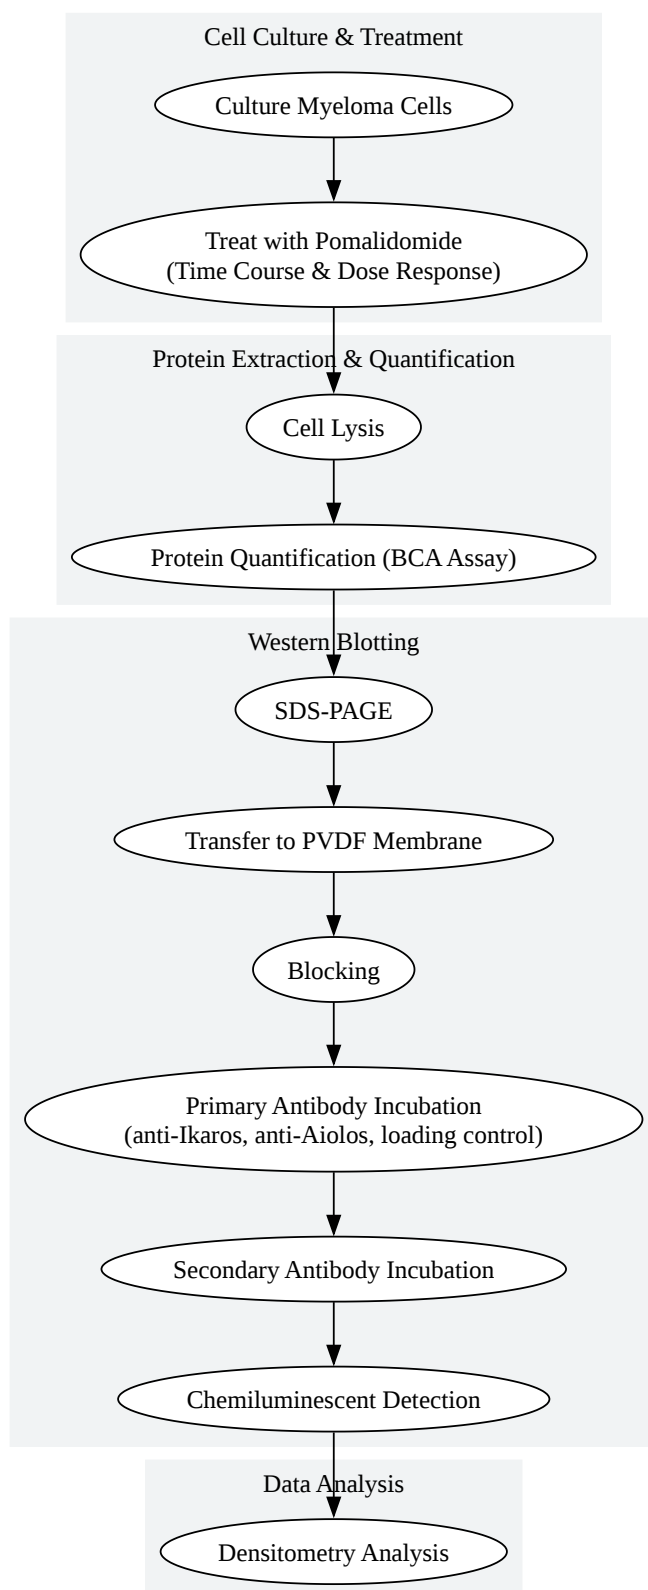 Cell Culture & Treatment
Culture Myeloma Cells
Treat with Pomalidomide
(Time Course & Dose Response)
Protein Extraction & Quantification
Cell Lysis
Protein Quantification (BCA Assay)
Western Blotting
SDS-PAGE
Transfer to PVDF Membrane
Blocking
Primary Antibody Incubation
(anti-Ikaros, anti-Aiolos, loading control)
Secondary Antibody Incubation
Chemiluminescent Detection
Data Analysis
Densitometry Analysis